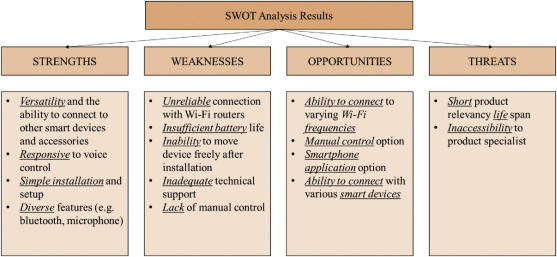 SWOT Analysis Results
STRENGTHS
• Versatility and the
ability to connect to
other smart devices
and accessories
• Responsive to voice
control
• Simple installation and
setup
• Diverse features (e.g.
bluetooth, microphone)
WEAKNESSES
• Unreliable connection
with Wi-Fi routers
• Insufficient battery life
• Inability to move
device freely after
installation
• Inadequate technical
support
• Lack of manual control
OPPORTUNITIES
• Ability to connect to
varying Wi-Fi
frequencies
• Manual control option
• Smartphone
application option
• Ability to connect with
various smart devices
THREATS
• Short product
relevancy life span
• Inaccessibility to
product specialist